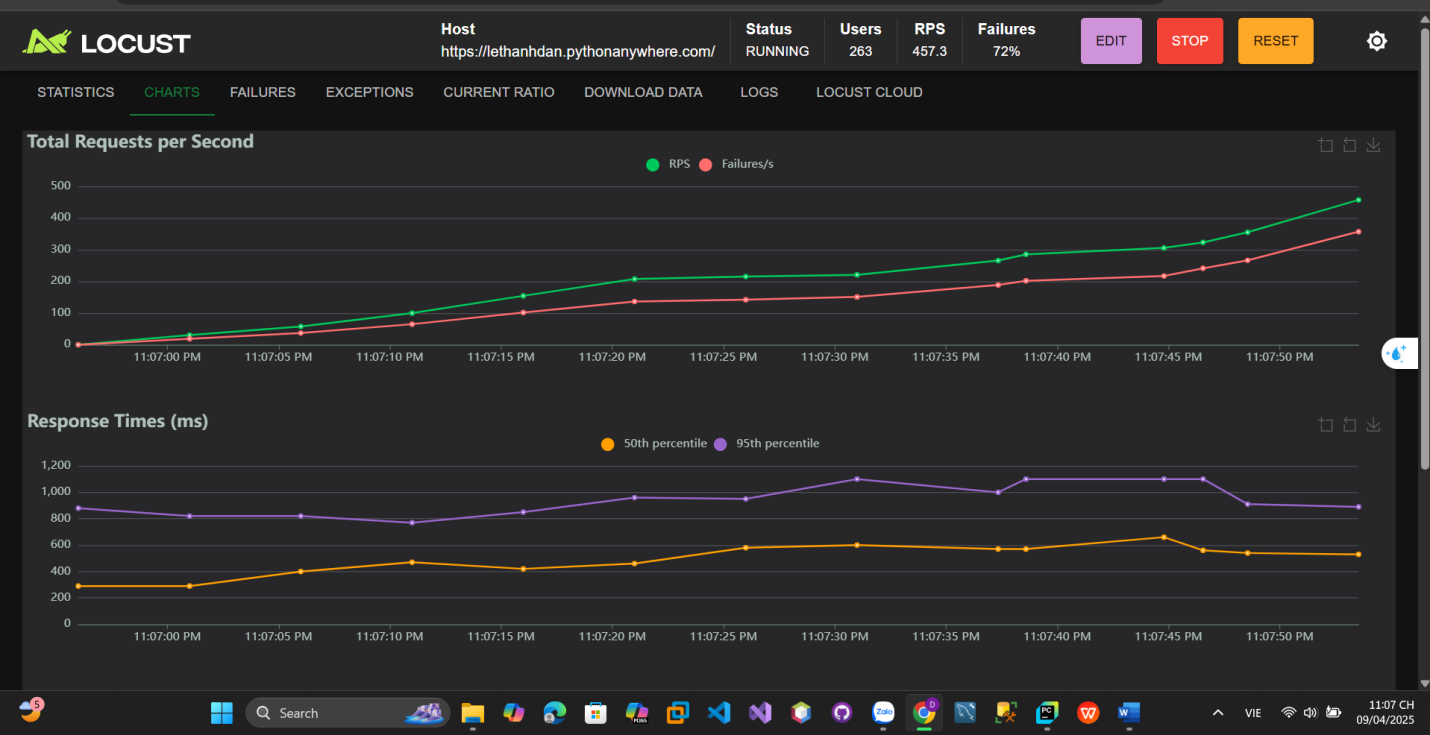 LOCUST
Host
https://lethanhdan.pythonanywhere.com/
Status
RUNNING
Users
263
RPS
457.3
Failures
72%
EDIT
STOP
RESET
STATISTICS CHARTS FAILURES EXCEPTIONS CURRENT RATIO DOWNLOAD DATA LOGS LOCUST CLOUD
Total Requests per Second
RPS Failures/s
500
400
300
200
100
0
11:07:00 PM 11:07:05 PM 11:07:10 PM 11:07:15 PM 11:07:20 PM 11:07:25 PM 11:07:30 PM 11:07:35 PM 11:07:40 PM 11:07:45 PM 11:07:50 PM
Response Times (ms)
50th percentile 95th percentile
1,200
1,000
800
600
400
200
0
11:07:00 PM 11:07:05 PM 11:07:10 PM 11:07:15 PM 11:07:20 PM 11:07:25 PM 11:07:30 PM 11:07:35 PM 11:07:40 PM 11:07:45 PM 11:07:50 PM
5
Search
M365
Zalo
D
PC
W
W
VIE
11:07 CH
09/04/2025